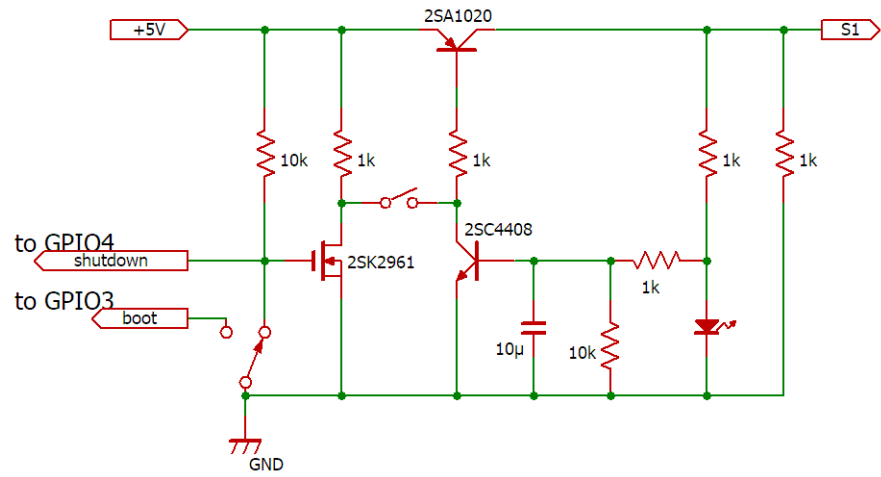 2SA1020
+5V
S1
10k
1k
1k
1k
1k
2SC4408
to GPIO4
shutdown
2SK2961
1k
to GPIO3
boot
10μ
10k
GND